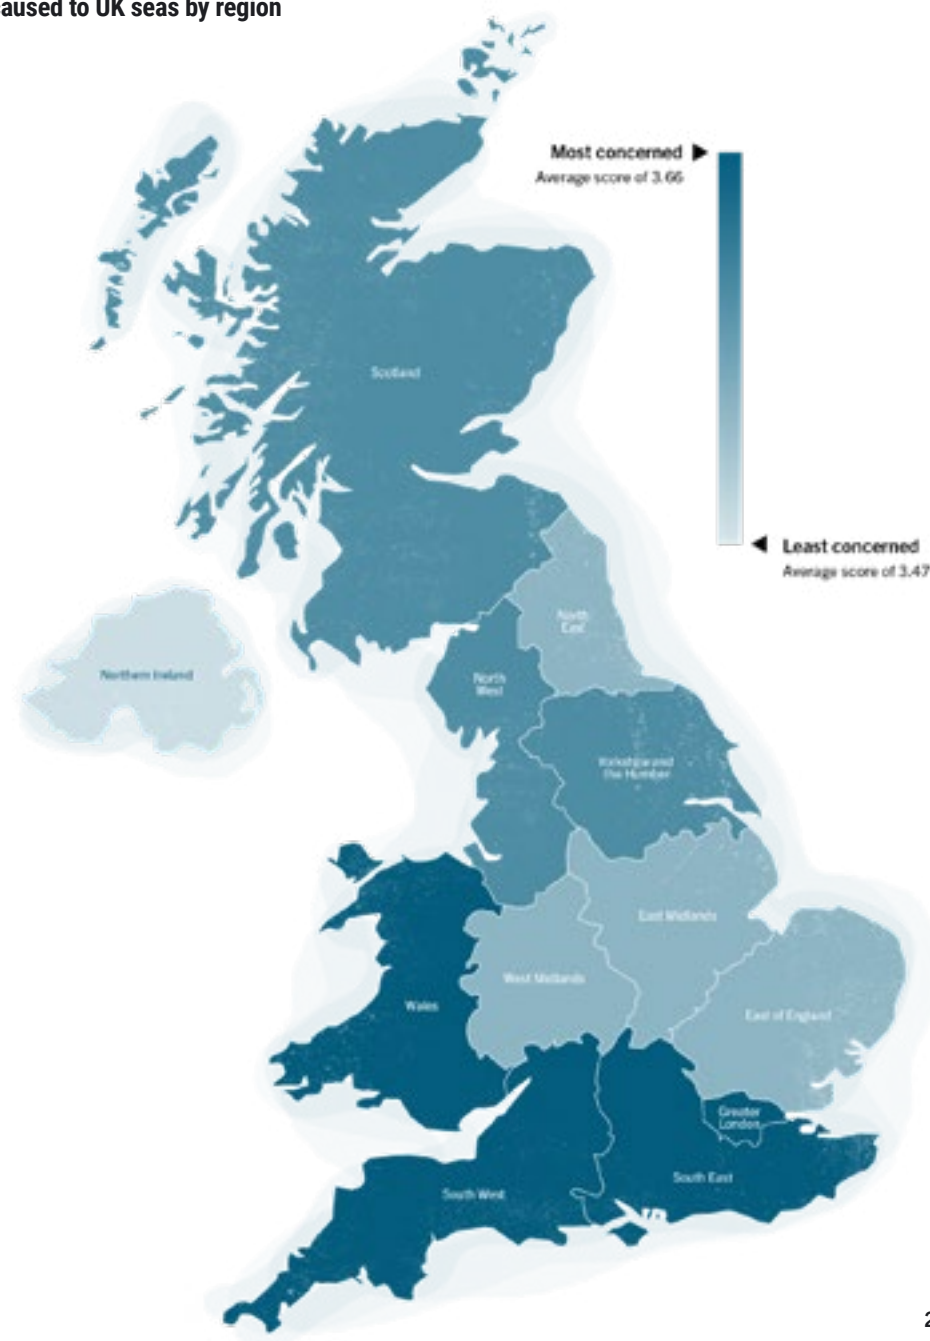 caused to UK seas by region
Most concerned
Average score of 3.66
Scotland
Least concerned
Average score of 3.47
North
East
Northern Ireland
North
West
Yorkshire and
the Humber
East Midlands
West Midlands
Wales
East of England
Greater
London
South East
South West
2